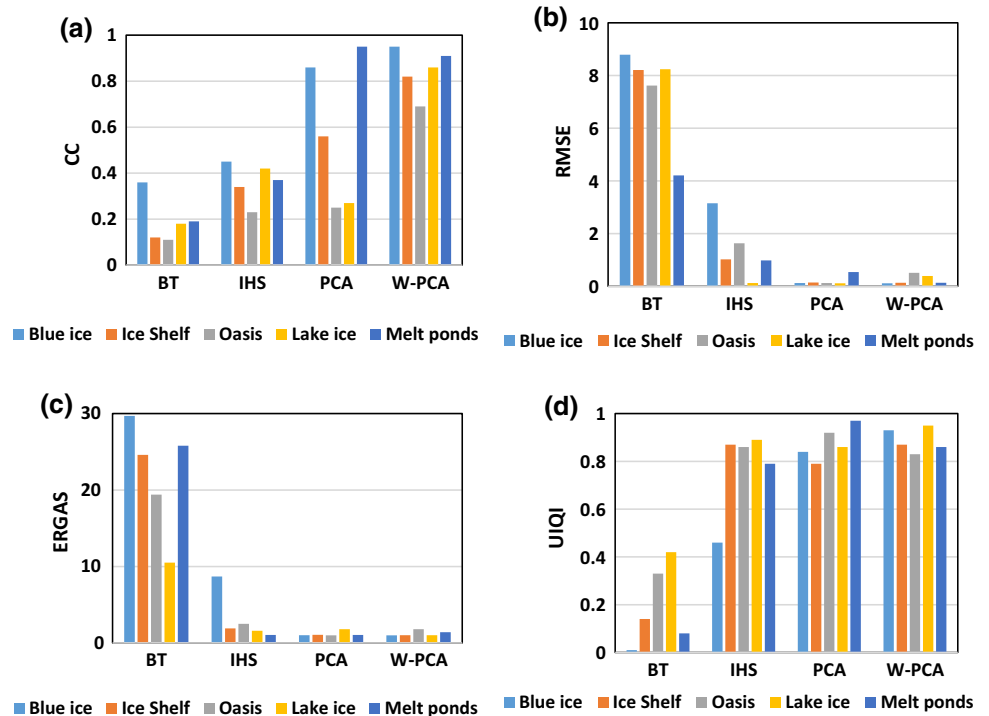 (a)
CC
1
0.8
0.6
0.4
0.2
0
BT IHS PCA W-PCA
Blue ice Ice Shelf Oasis Lake ice Melt ponds
(b)
RMSE
10
8
6
4
2
0
BT IHS PCA W-PCA
Blue ice Ice Shelf Oasis Lake ice Melt ponds
(c)
ERGAS
30
20
10
0
BT IHS PCA W-PCA
Blue ice Ice Shelf Oasis Lake ice Melt ponds
(d)
UIQI
1
0.8
0.6
0.4
0.2
0
BT IHS PCA W-PCA
Blue ice Ice Shelf Oasis Lake ice Melt ponds